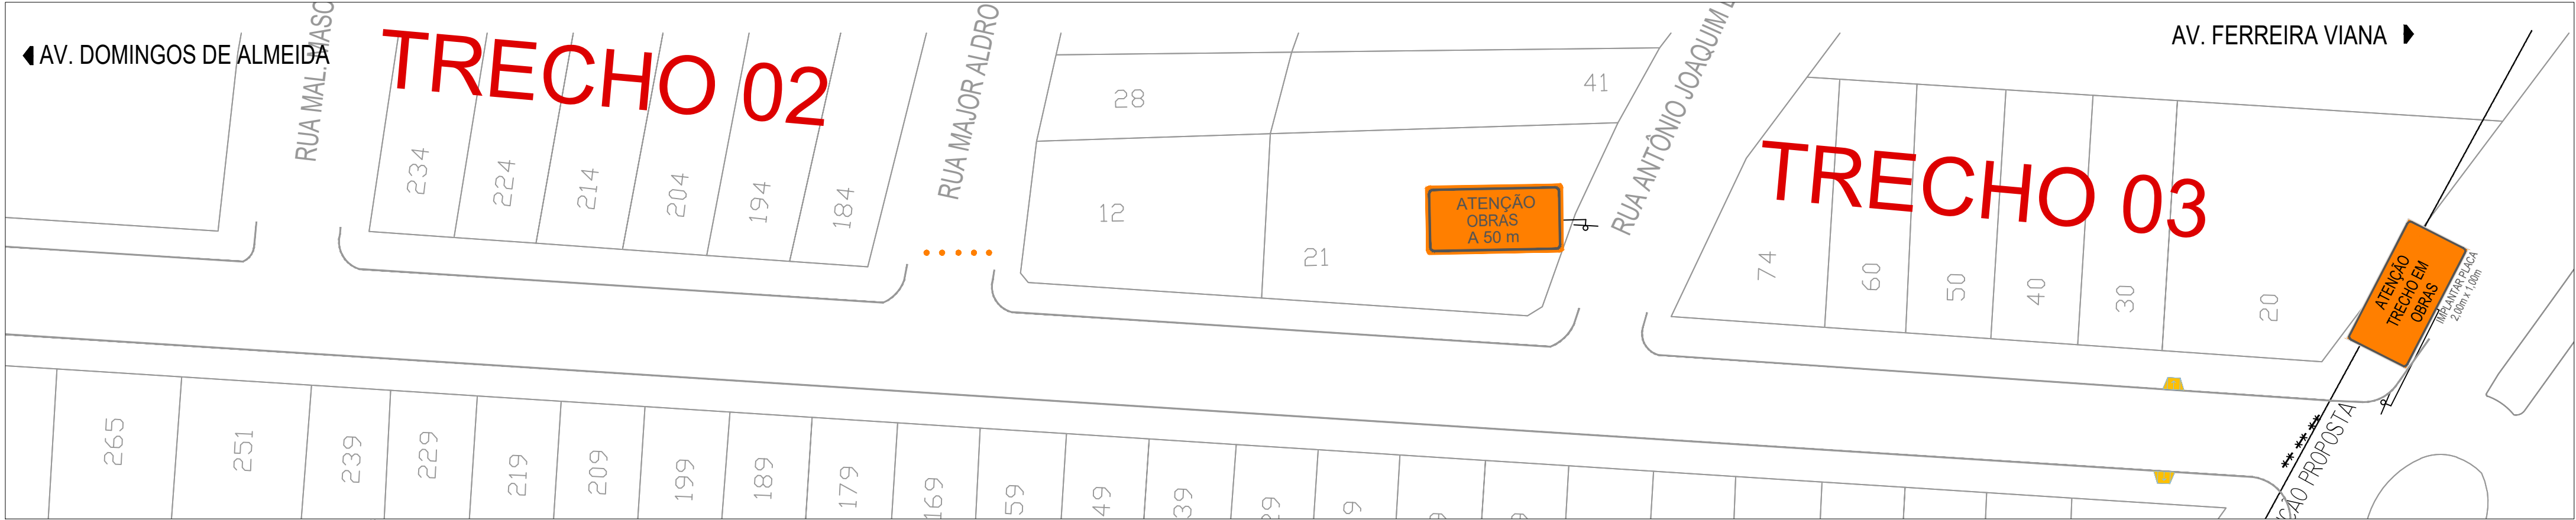 AV. DOMINGOS DE ALMEIDA
RUA MAL. MASC
TRECHO 02
RUA MAJOR ALDRO
RUA ANTÔNIO JOAQUIM
AV. FERREIRA VIANA
TRECHO 03
28
41
234
224
214
204
194
184
12
21
ATENÇÃO
OBRAS
A 50 m
74
60
50
40
30
20
ATENÇÃO
TRECHO EM
OBRAS
IMPLANTAR PLACA
2,00m x 1,00m
265
251
239
229
219
209
199
189
179
169
59
49
39
29
9
** ** **
ÇÃO PROPOSTA